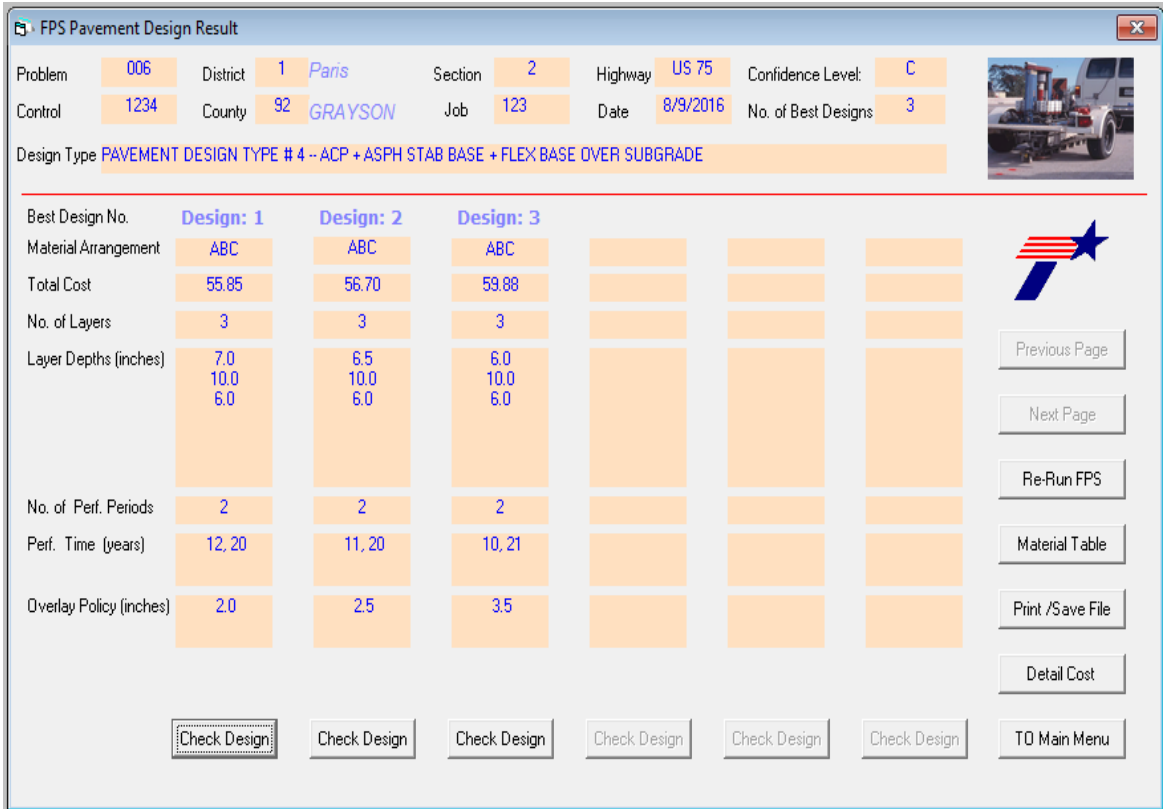 FPS Pavement Design Result
Problem 006 District 1 Paris Section 2 Highway US 75 Confidence Level: C
Control 1234 County 92 GRAYSON Job 123 Date 8/9/2016 No. of Best Designs 3
Design Type PAVEMENT DESIGN TYPE # 4 -- ACP + ASPH STAB BASE + FLEX BASE OVER SUBGRADE
Best Design No. Design: 1 Design: 2 Design: 3
Material Arrangement ABC ABC ABC
Total Cost 55.85 56.70 59.88
No. of Layers 3 3 3
Layer Depths (inches) 7.0 6.5 6.0
10.0 10.0 10.0
6.0 6.0 6.0
No. of Perf. Periods 2 2 2
Perf. Time (years) 12, 20 11, 20 10, 21
Overlay Policy (inches) 2.0 2.5 3.5
Check Design Check Design Check Design Check Design Check Design Check Design
Previous Page
Next Page
Re-Run FPS
Material Table
Print /Save File
Detail Cost
TO Main Menu